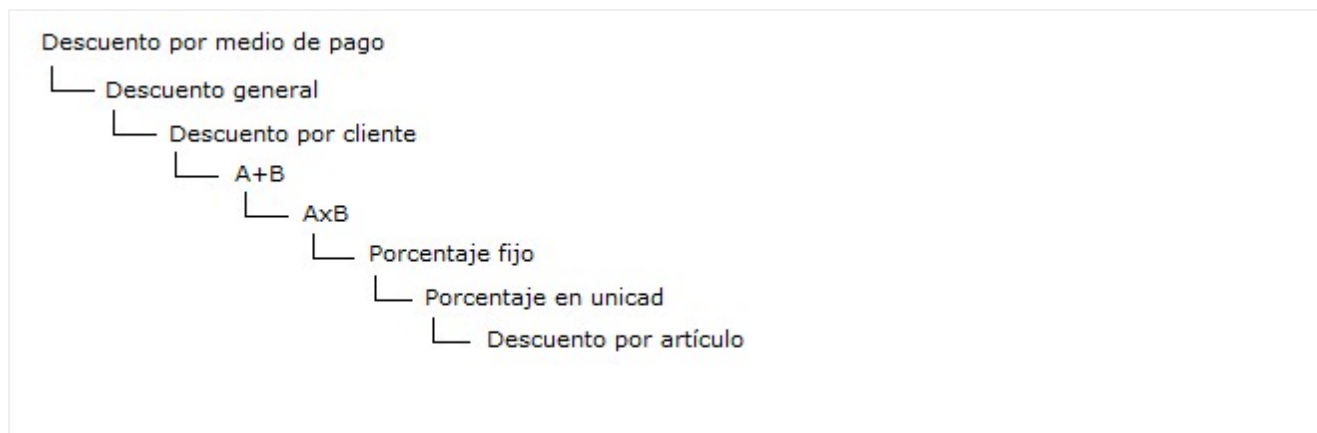 Descuento por medio de pago
Descuento general
Descuento por cliente
A+B
AxB
Porcentaje fijo
Porcentaje en unicad
Descuento por artículo